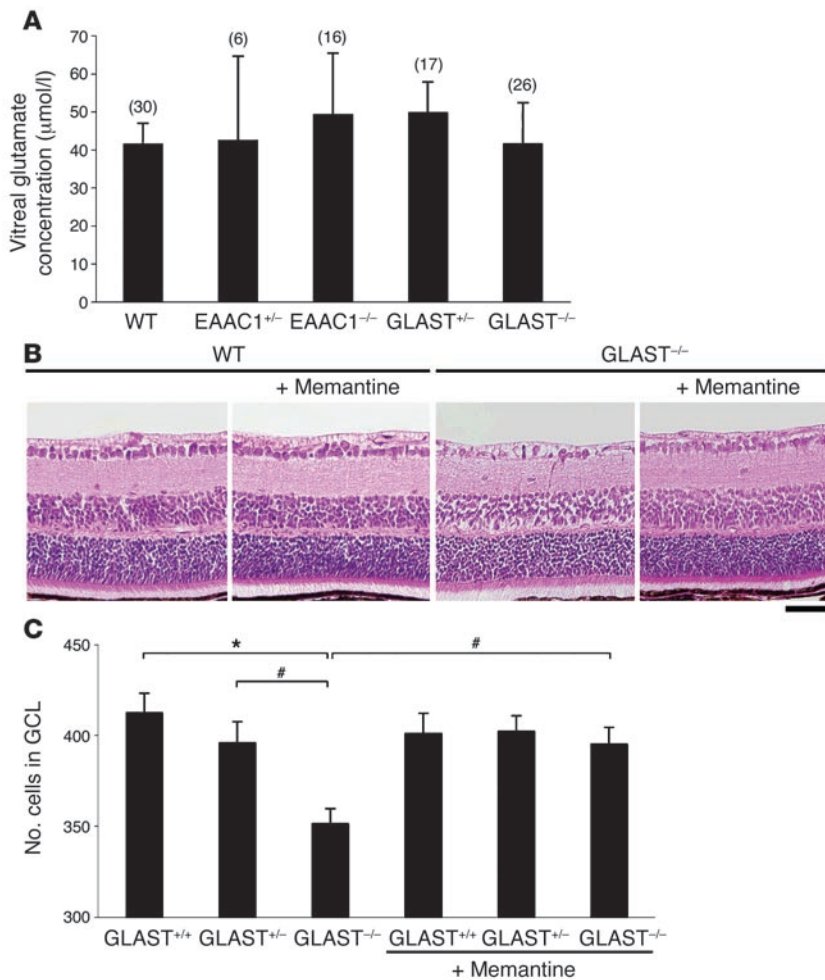 A
Vitreal glutamate
concentration (μmol/l)
70
60
50
40
30
20
10
0
(30)
(6)
(16)
(17)
(26)
WT
EAAC1+/–
EAAC1–/–
GLAST+/–
GLAST–/–
B
WT
GLAST–/–
+ Memantine
+ Memantine
C
No. cells in GCL
450
400
350
300
*
#
#
GLAST+/+
GLAST+/–
GLAST–/–
GLAST+/+
GLAST+/–
GLAST–/–
+ Memantine